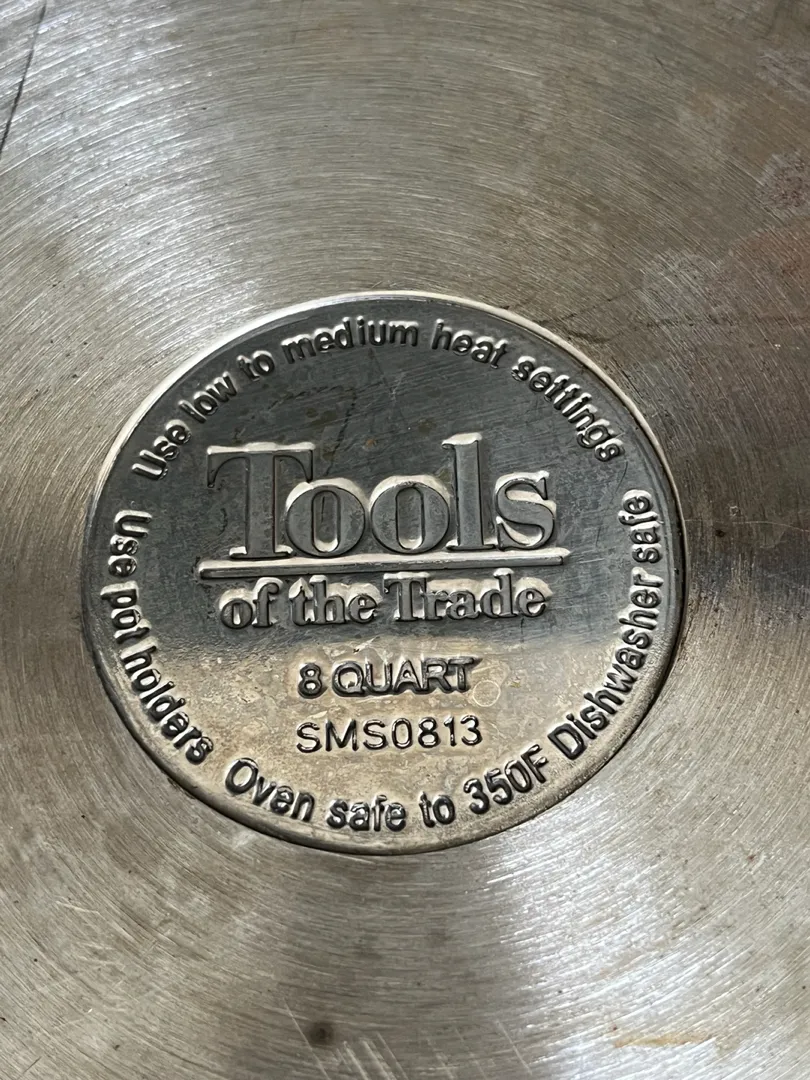 Use low to medium heat settings
Tools
of the Trade
8 QUART
SMS0813
Use pot holders Oven safe to 350F Dishwasher safe